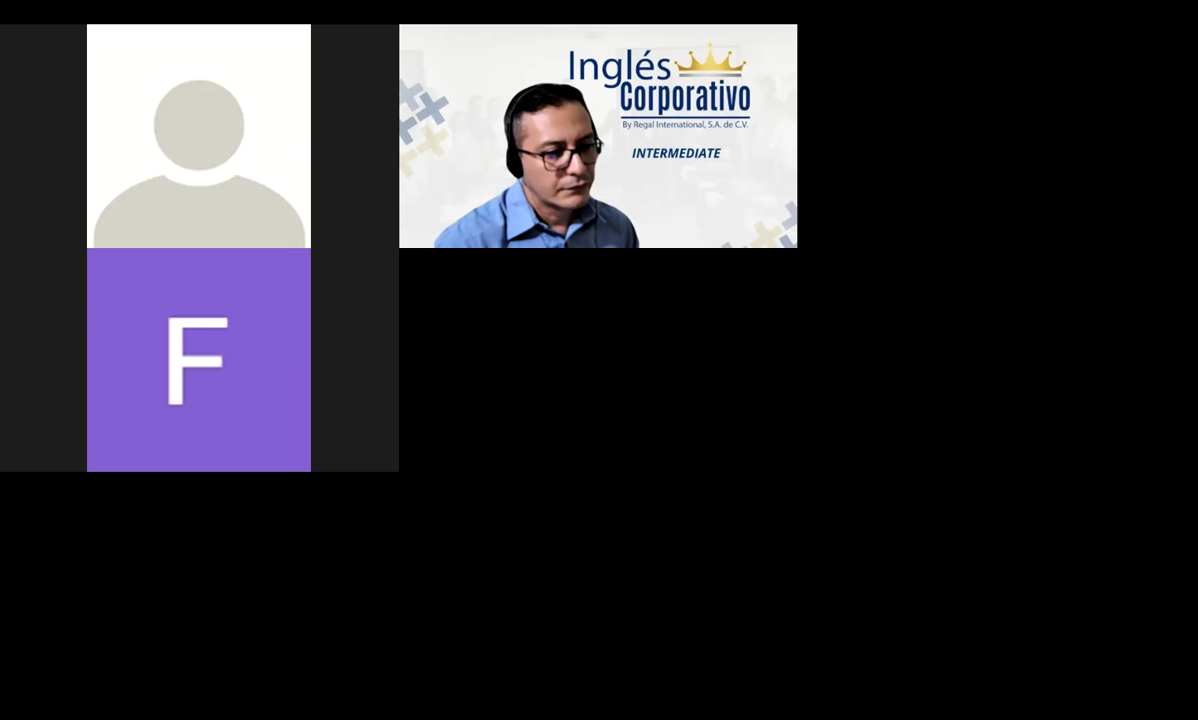 Inglés
Corporativo
By Regal International, S.A. de C.V.
INTERMEDIATE
F